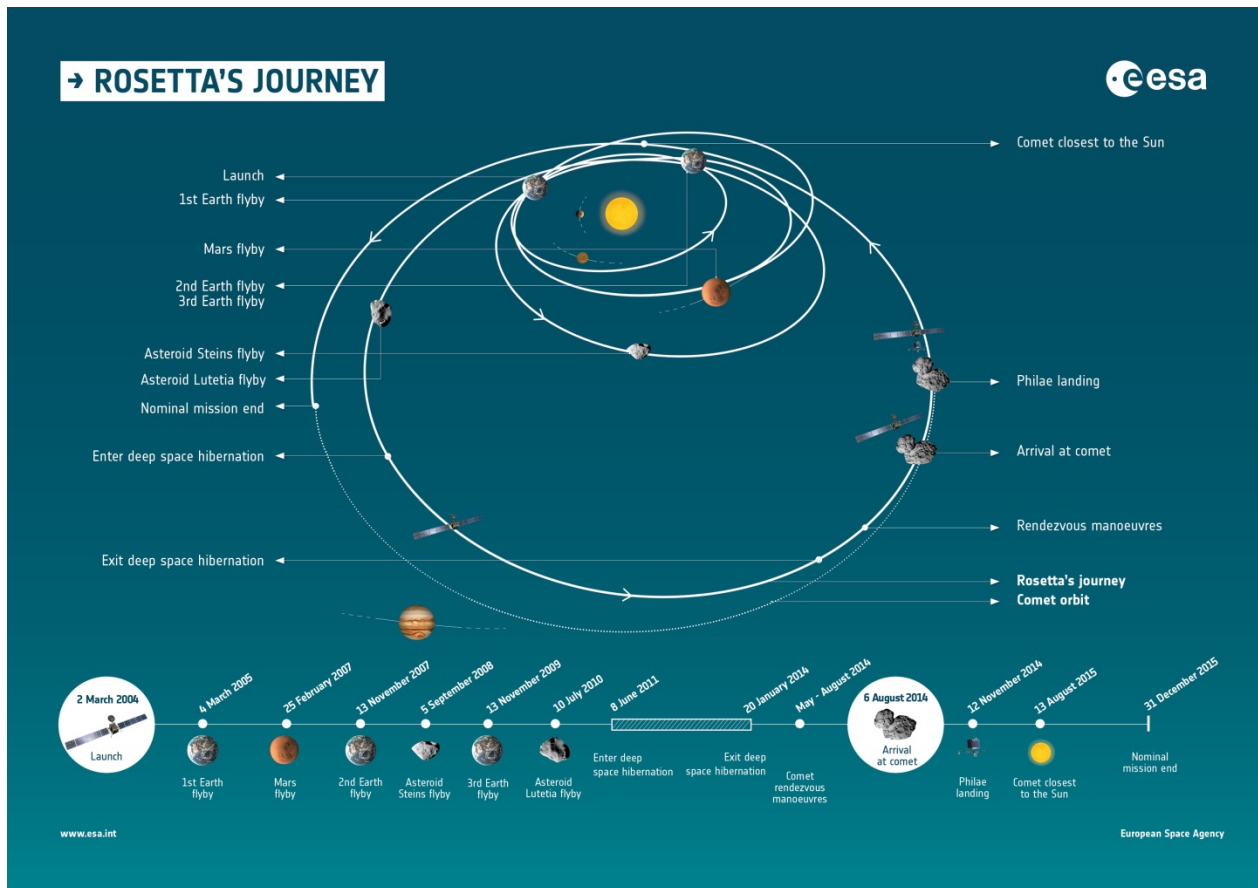 → ROSETTA'S JOURNEY
esa
Launch
1st Earth flyby
Mars flyby
2nd Earth flyby
3rd Earth flyby
Asteroid Steins flyby
Asteroid Lutetia flyby
Nominal mission end
Enter deep space hibernation
Exit deep space hibernation
Comet closest to the Sun
Philae landing
Arrival at comet
Rendezvous manoeuvres
Rosetta's journey
Comet orbit
2 March 2004
Launch
4 March 2005
1st Earth
flyby
25 February 2007
Mars
flyby
13 November 2007
2nd Earth
flyby
5 September 2008
Asteroid
Steins flyby
13 November 2009
3rd Earth
flyby
10 July 2010
Asteroid
Lutetia flyby
8 June 2011
Enter deep
space hibernation
20 January 2014
Exit deep
space hibernation
May - August 2014
Comet
rendezvous
manoeuvres
6 August 2014
Arrival
at comet
12 November 2014
Philae
landing
13 August 2015
Comet closest
to the Sun
31 December 2015
Nominal
mission end
www.esa.int
European Space Agency